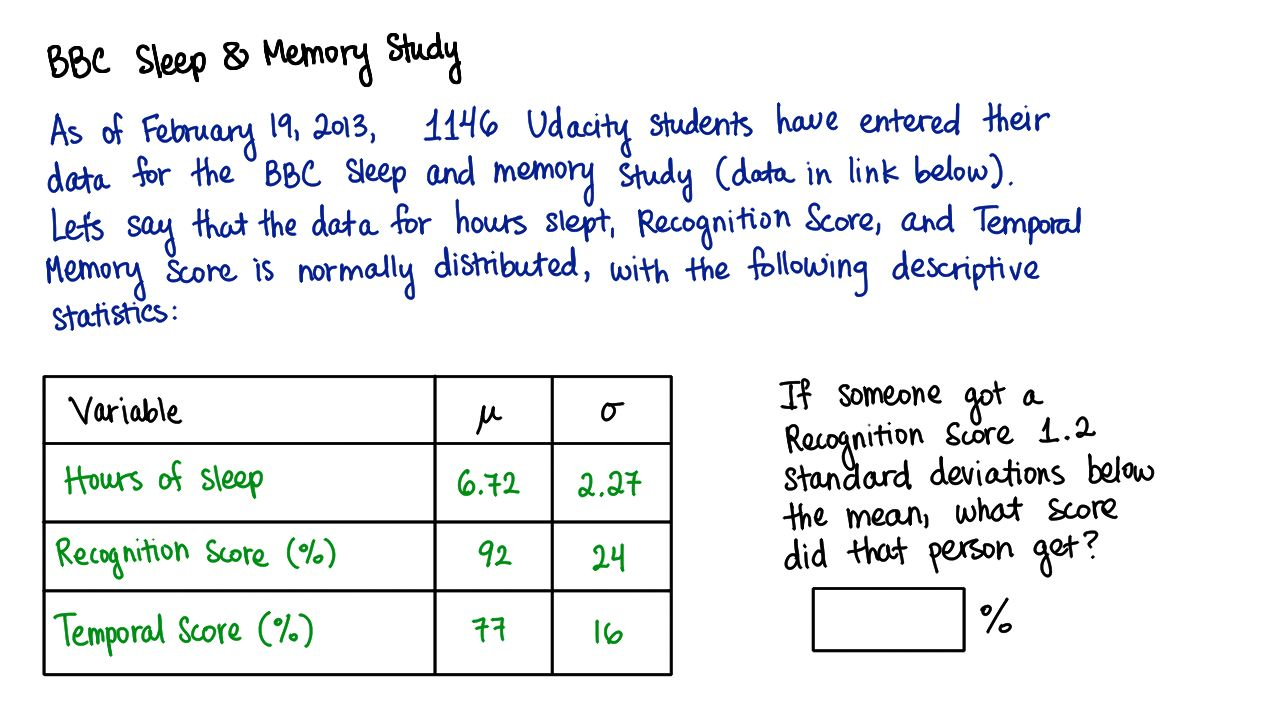 BBC Sleep & Memory Study
As of February 19, 2013, 1146 Udacity students have entered their
data for the BBC Sleep and memory study (data in link below).
Let's say that the data for hours slept, Recognition Score, and Temporal
Memory Score is normally distributed, with the following descriptive
statistics:
Variable μ σ
Hours of sleep 6.72 2.27
Recognition Score (%) 92 24
Temporal Score (%) 77 16
If someone got a
Recognition Score 1.2
standard deviations below
the mean, what score
did that person get?
%